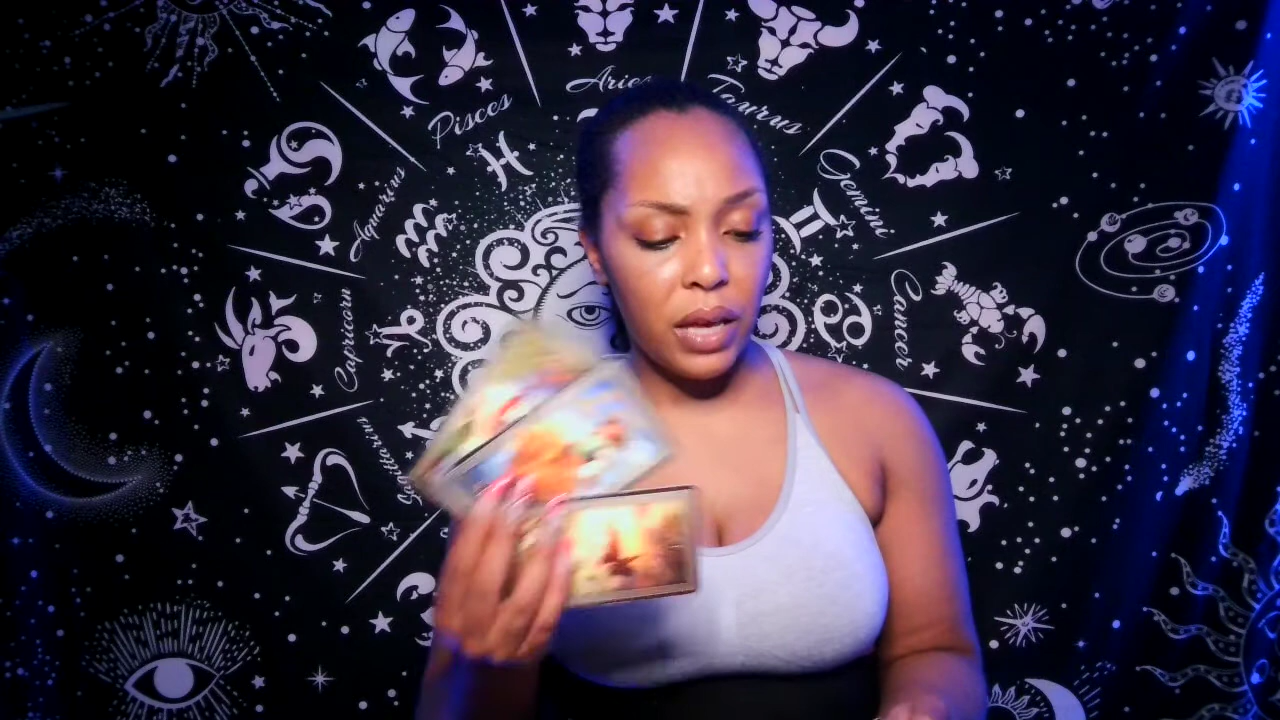 Aries
Taurus
Pisces
Gemini
Aquarius
Cancer
Capricorn
Sagittarius